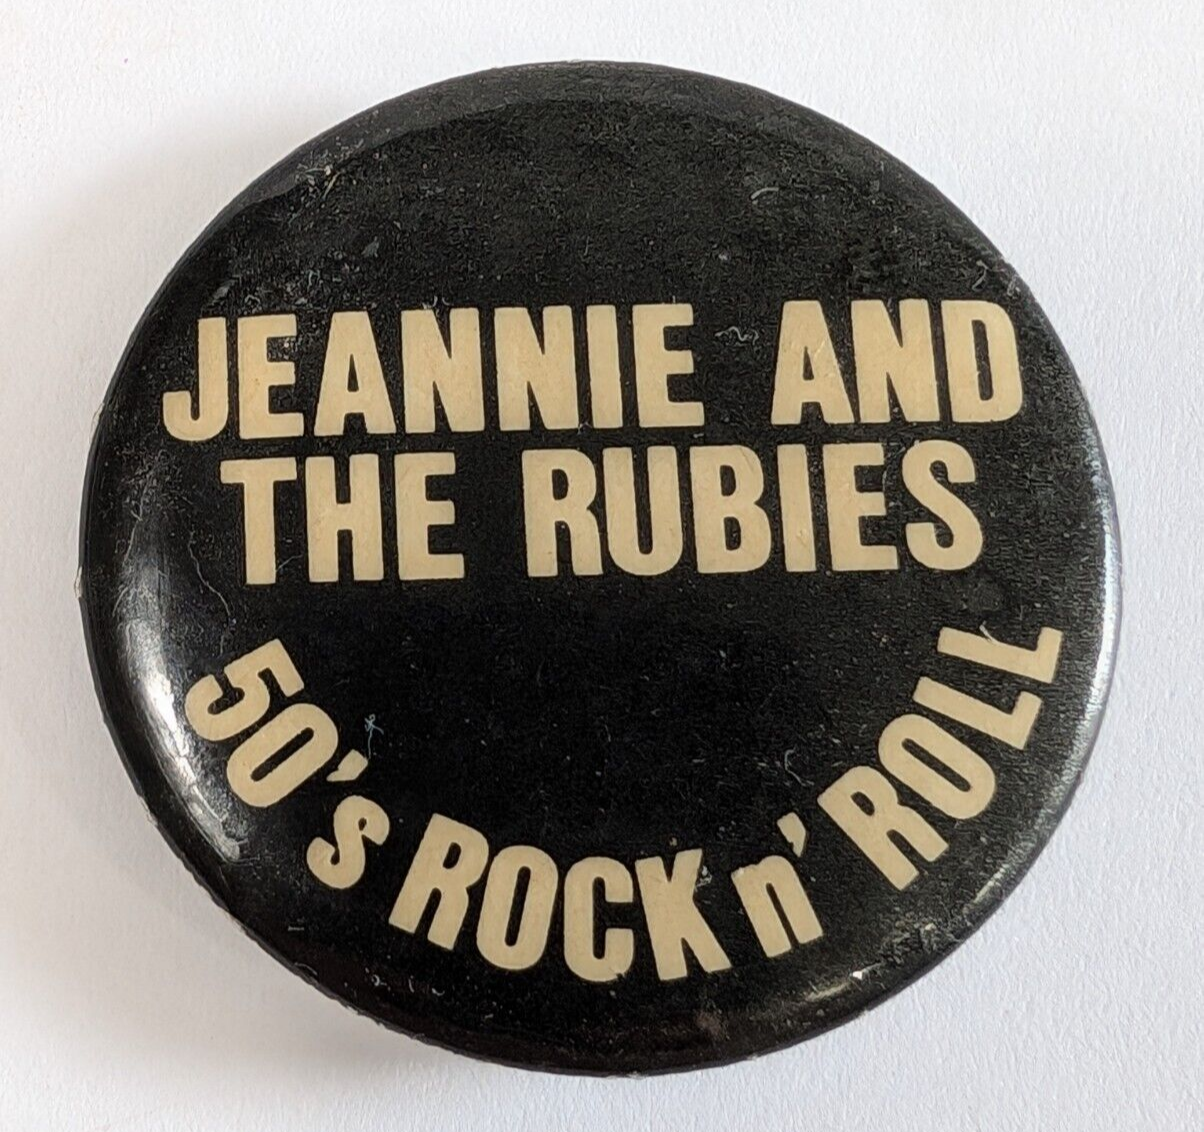 JEANNIE AND
THE RUBIES
50's ROCK n' ROLL